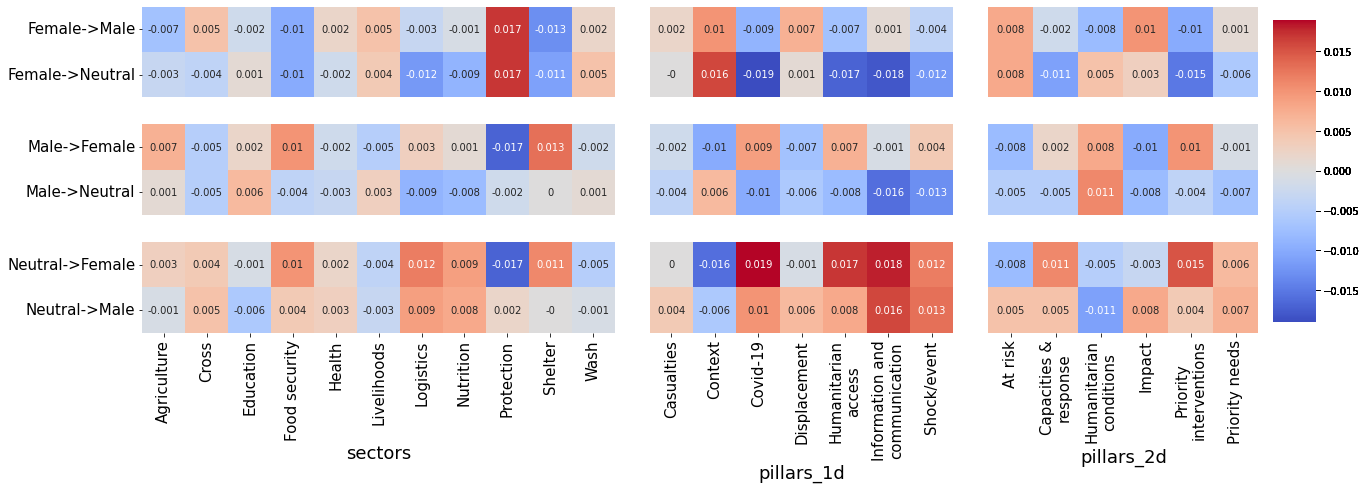 Female->Male -0.007 0.005 -0.002 -0.01 0.002 0.005 -0.003 -0.001 0.017 -0.013 0.002 0.002 0.01 -0.009 0.007 -0.007 0.001 -0.004 0.008 -0.002 -0.008 0.01 -0.01 0.001
Female->Neutral -0.003 -0.004 0.001 -0.01 -0.002 0.004 -0.012 -0.009 0.017 -0.011 0.005 -0 0.016 -0.019 0.001 -0.017 -0.018 -0.012 0.008 -0.011 0.005 0.003 -0.015 -0.006
Male->Female 0.007 -0.005 0.002 0.01 -0.002 -0.005 0.003 0.001 -0.017 0.013 -0.002 -0.002 -0.01 0.009 -0.007 0.007 -0.001 0.004 -0.008 0.002 0.008 -0.01 0.01 -0.001
Male->Neutral 0.001 -0.005 0.006 -0.004 -0.003 0.003 -0.009 -0.008 -0.002 0 0.001 -0.004 0.006 -0.01 -0.006 -0.008 -0.016 -0.013 -0.005 -0.005 0.011 -0.008 -0.004 -0.007
Neutral->Female 0.003 0.004 -0.001 0.01 0.002 -0.004 0.012 0.009 -0.017 0.011 -0.005 0 -0.016 0.019 -0.001 0.017 0.018 0.012 -0.008 0.011 -0.005 -0.003 0.015 0.006
Neutral->Male -0.001 0.005 -0.006 0.004 0.003 -0.003 0.009 0.008 0.002 -0 -0.001 0.004 -0.006 0.01 0.006 0.008 0.016 0.013 0.005 0.005 -0.011 0.008 0.004 0.007
Agriculture
Cross
Education
Food security
Health
Livelihoods
Logistics
Nutrition
Protection
Shelter
Wash
sectors
Casualties
Context
Covid-19
Displacement
Humanitarian
access
Information and
communication
Shock/event
pillars_1d
At risk
Capacities &
response
Humanitarian
conditions
Impact
Priority
interventions
Priority needs
pillars_2d
0.015
0.010
0.005
0.000
−0.005
−0.010
−0.015